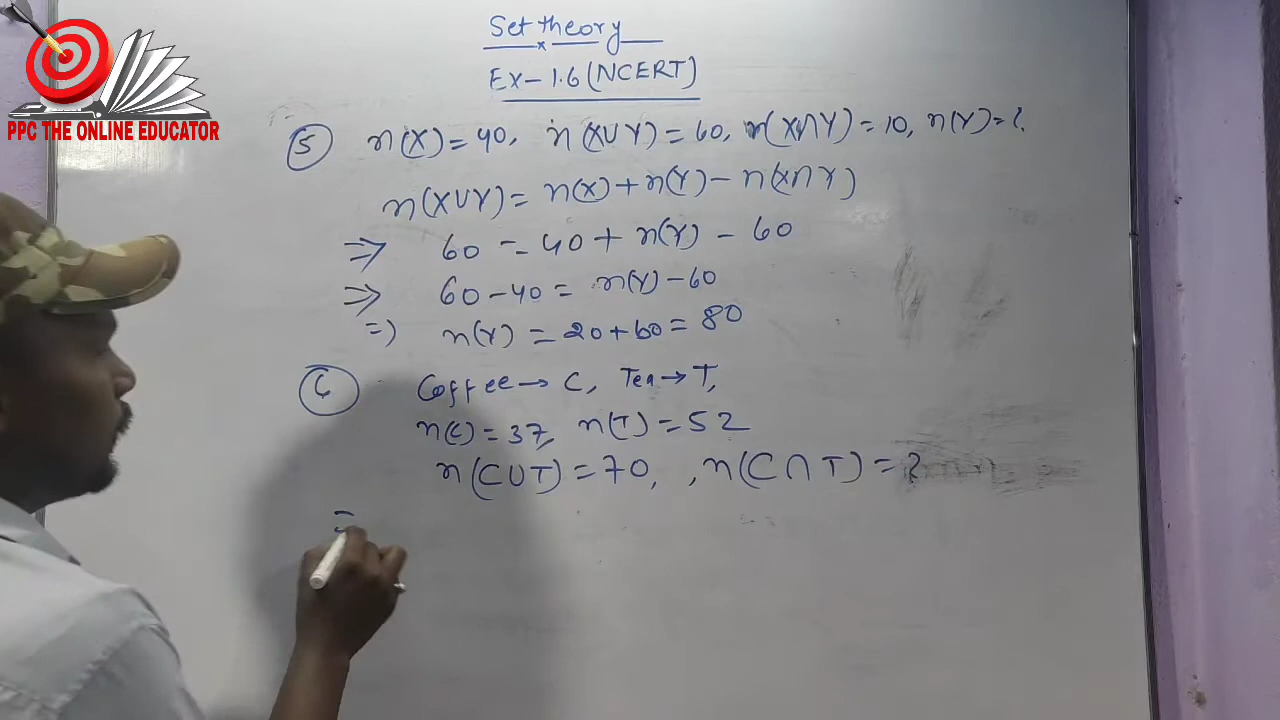 PPC THE ONLINE EDUCATOR
Set theory
Ex-1.6 (NCERT)
5 n(X)=40, n(X∪Y)=60, n(X∩Y)=10, n(Y)=?
n(X∪Y)= n(X)+n(Y)-n(X∩Y)
⇒ 60 = 40 + n(Y) - 60
⇒ 60-40 = n(Y)-60
⇒ n(Y) = 20+60 = 80
6 Coffee→ C, Tea→ T,
n(C)=37, n(T)=52
n(C∪T)=70, , n(C∩T)=?
=